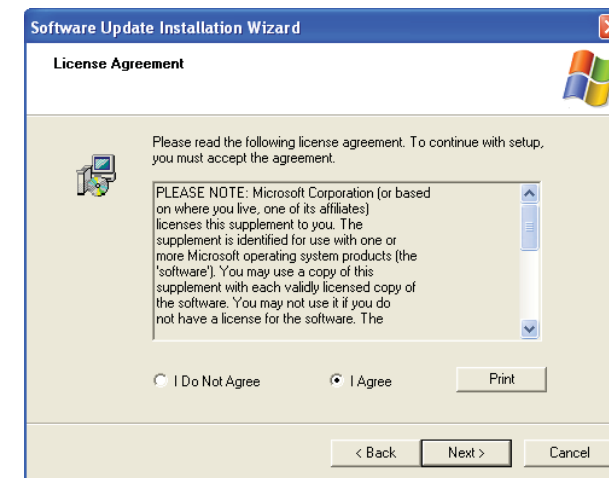 Software Update Installation Wizard
License Agreement
Please read the following license agreement. To continue with setup,
you must accept the agreement.
PLEASE NOTE: Microsoft Corporation (or based
on where you live, one of its affiliates)
licenses this supplement to you. The
supplement is identified for use with one or
more Microsoft operating system products (the
'software'). You may use a copy of this
supplement with each validly licensed copy of
the software. You may not use it if you do
not have a license for the software. The
I Do Not Agree
I Agree
Print
< Back
Next >
Cancel